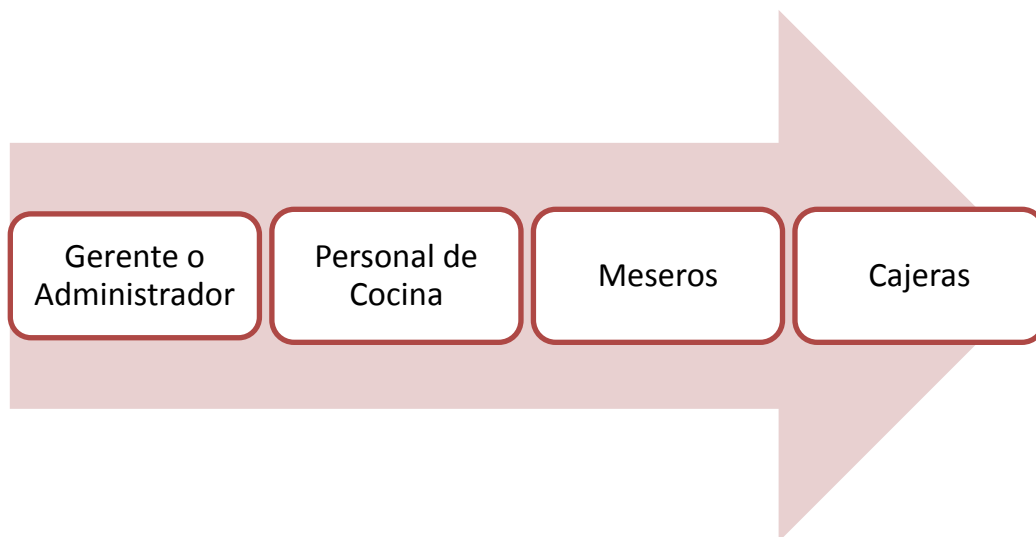 Gerente o
Administrador
Personal de
Cocina
Meseros
Cajeras